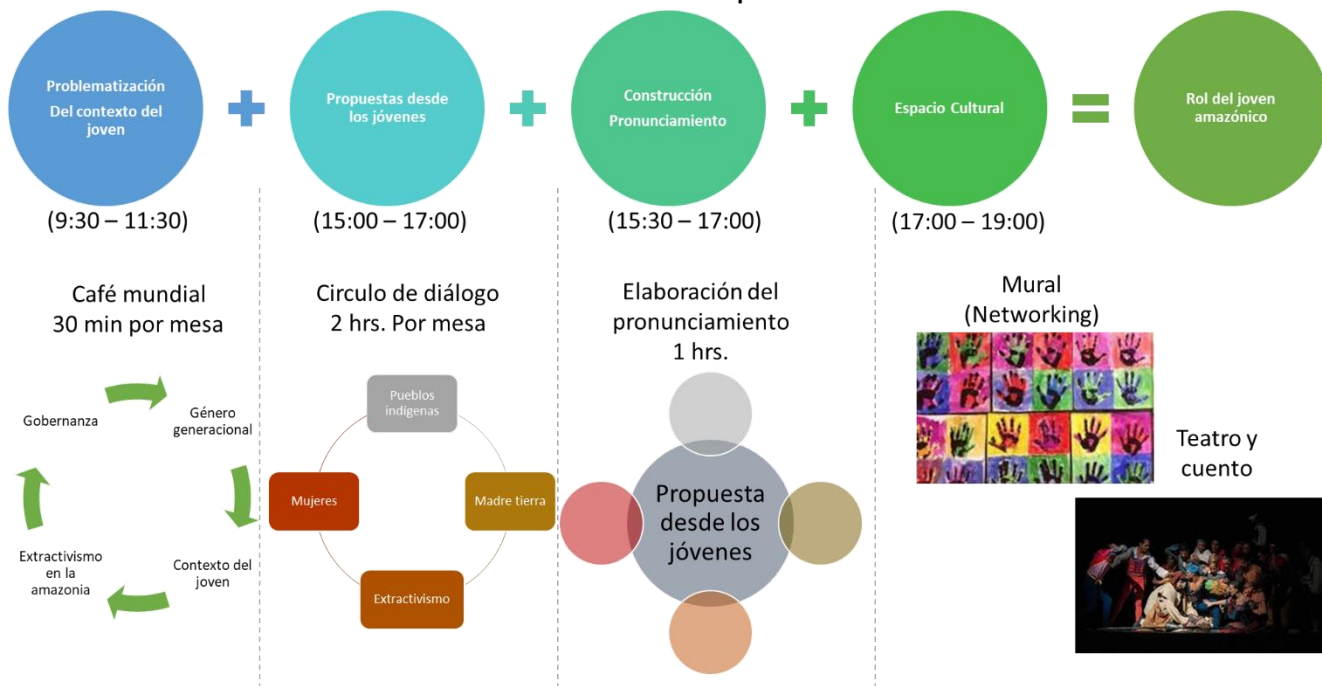 Problematización
Del contexto del
joven
Propuestas desde
los jóvenes
Construcción
Pronunciamiento
Espacio Cultural
Rol del joven
amazónico
(9:30 – 11:30)
(15:00 – 17:00)
(15:30 – 17:00)
(17:00 – 19:00)
Café mundial
30 min por mesa
Gobernanza
Género
generacional
Extractivismo
en la
amazonia
Contexto del
joven
Circulo de diálogo
2 hrs. Por mesa
Pueblos
indígenas
Mujeres
Madre tierra
Extractivismo
Elaboración del
pronunciamiento
1 hrs.
Propuesta
desde los
jóvenes
Mural
(Networking)
Teatro y
cuento